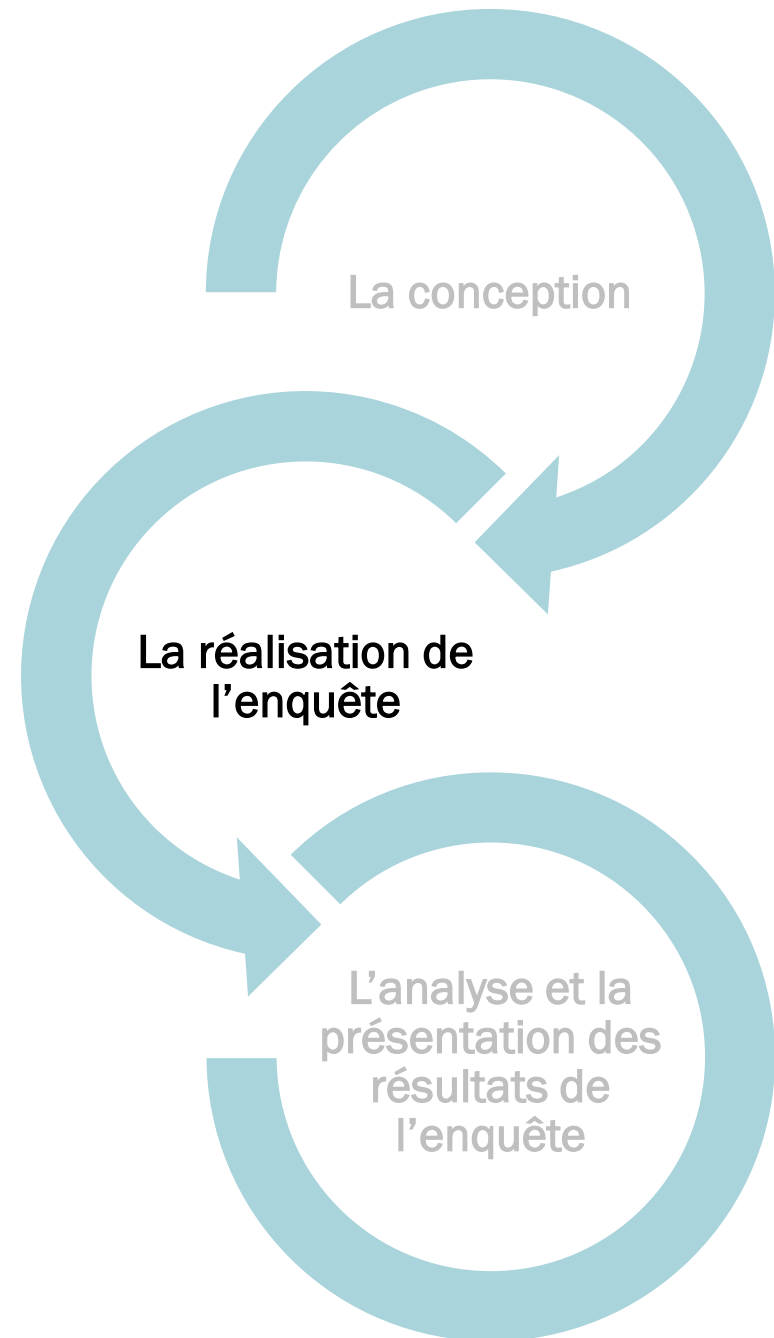 La conception
La réalisation de
l’enquête
L’analyse et la
présentation des
résultats de
l’enquête